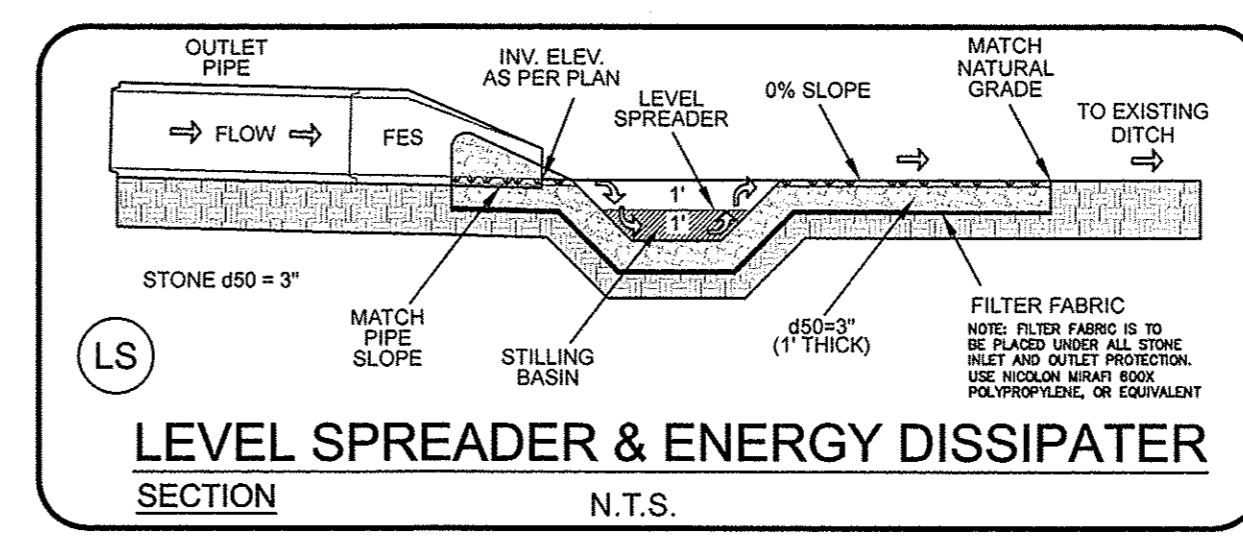 OUTLET
PIPE
INV. ELEV.
AS PER PLAN
LEVEL
SPREADER
0% SLOPE
MATCH
NATURAL
GRADE
TO EXISTING
DITCH
FLOW
FES
1'
1'
STONE d50 = 3"
MATCH
PIPE
SLOPE
STILLING
BASIN
d50=3"
(1' THICK)
FILTER FABRIC
NOTE: FILTER FABRIC IS TO
BE PLACED UNDER ALL STONE
INLET AND OUTLET PROTECTION.
USE NICOLON MIRAFI 600X
POLYPROPYLENE, OR EQUIVALENT
LS
LEVEL SPREADER & ENERGY DISSIPATER
SECTION
N.T.S.